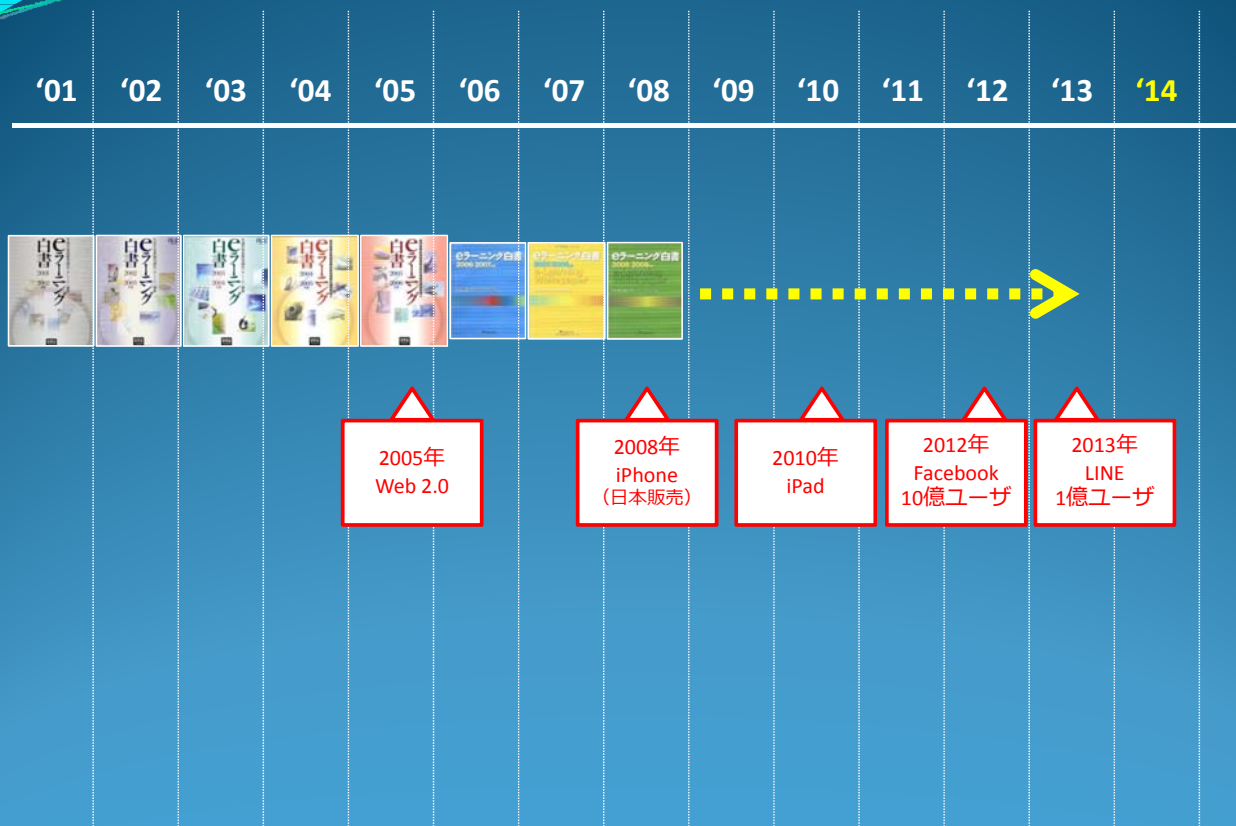 ‘01 ‘02 ‘03 ‘04 ‘05 ‘06 ‘07 ‘08 ‘09 ‘10 ‘11 ‘12 ‘13 ‘14
eラーニング
白書
eラーニング
白書
eラーニング
白書
eラーニング
白書
eラーニング
白書
eラーニング白書
2006/2007
eラーニング白書
eラーニング白書
2008/2009
2005年
Web 2.0
2008年
iPhone
（日本販売）
2010年
iPad
2012年
Facebook
10億ユーザ
2013年
LINE
1億ユーザ